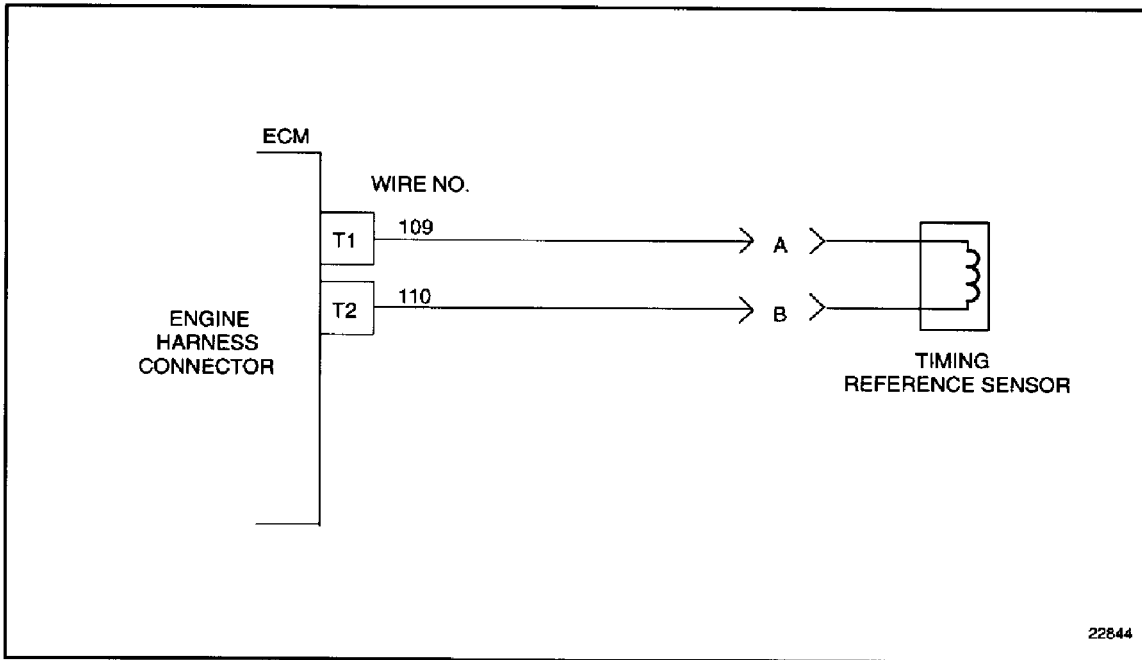 ECM
WIRE NO.
T1 109 A
T2 110 B
ENGINE
HARNESS
CONNECTOR
TIMING
REFERENCE SENSOR
22844